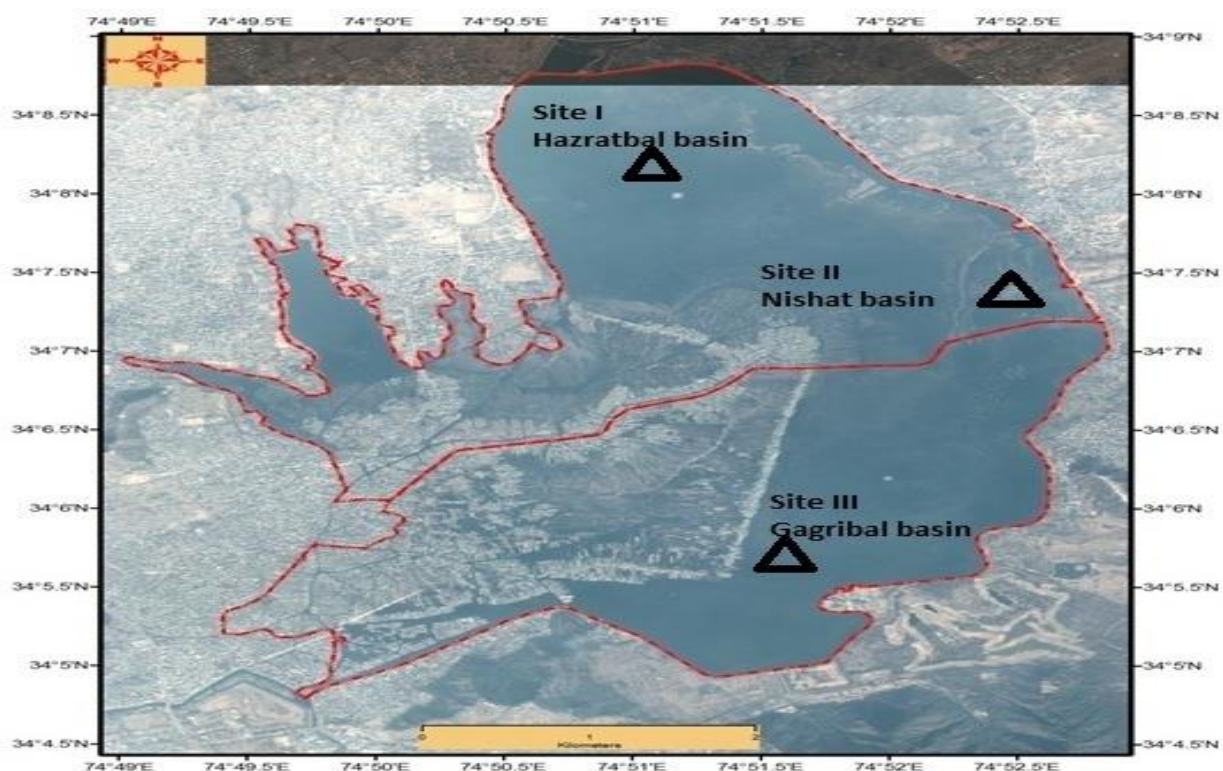 74°49'E 74°49.5'E 74°50'E 74°50.5'E 74°51'E 74°51.5'E 74°52'E 74°52.5'E
N
W E
S
34°9'N
34°8.5'N 34°8.5'N
Site I
Hazratbal basin
34°8'N 34°8'N
34°7.5'N 34°7.5'N
Site II
Nishat basin
34°7'N 34°7'N
34°6.5'N 34°6.5'N
34°6'N 34°6'N
Site III
Gagribal basin
34°5.5'N 34°5.5'N
34°5'N 34°5'N
0 1 2
Kilometers
34°4.5'N 34°4.5'N
74°49'E 74°49.5'E 74°50'E 74°50.5'E 74°51'E 74°51.5'E 74°52'E 74°52.5'E